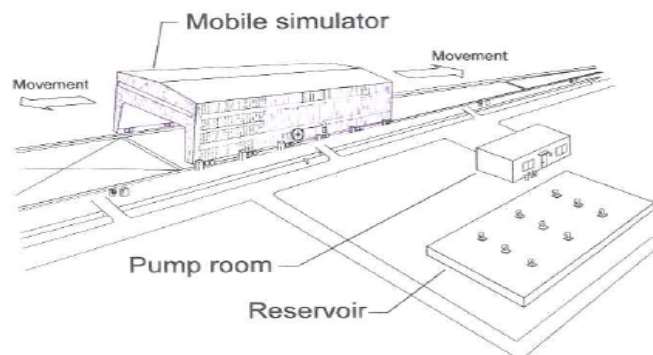 Mobile simulator
Movement
Movement
Pump room
Reservoir